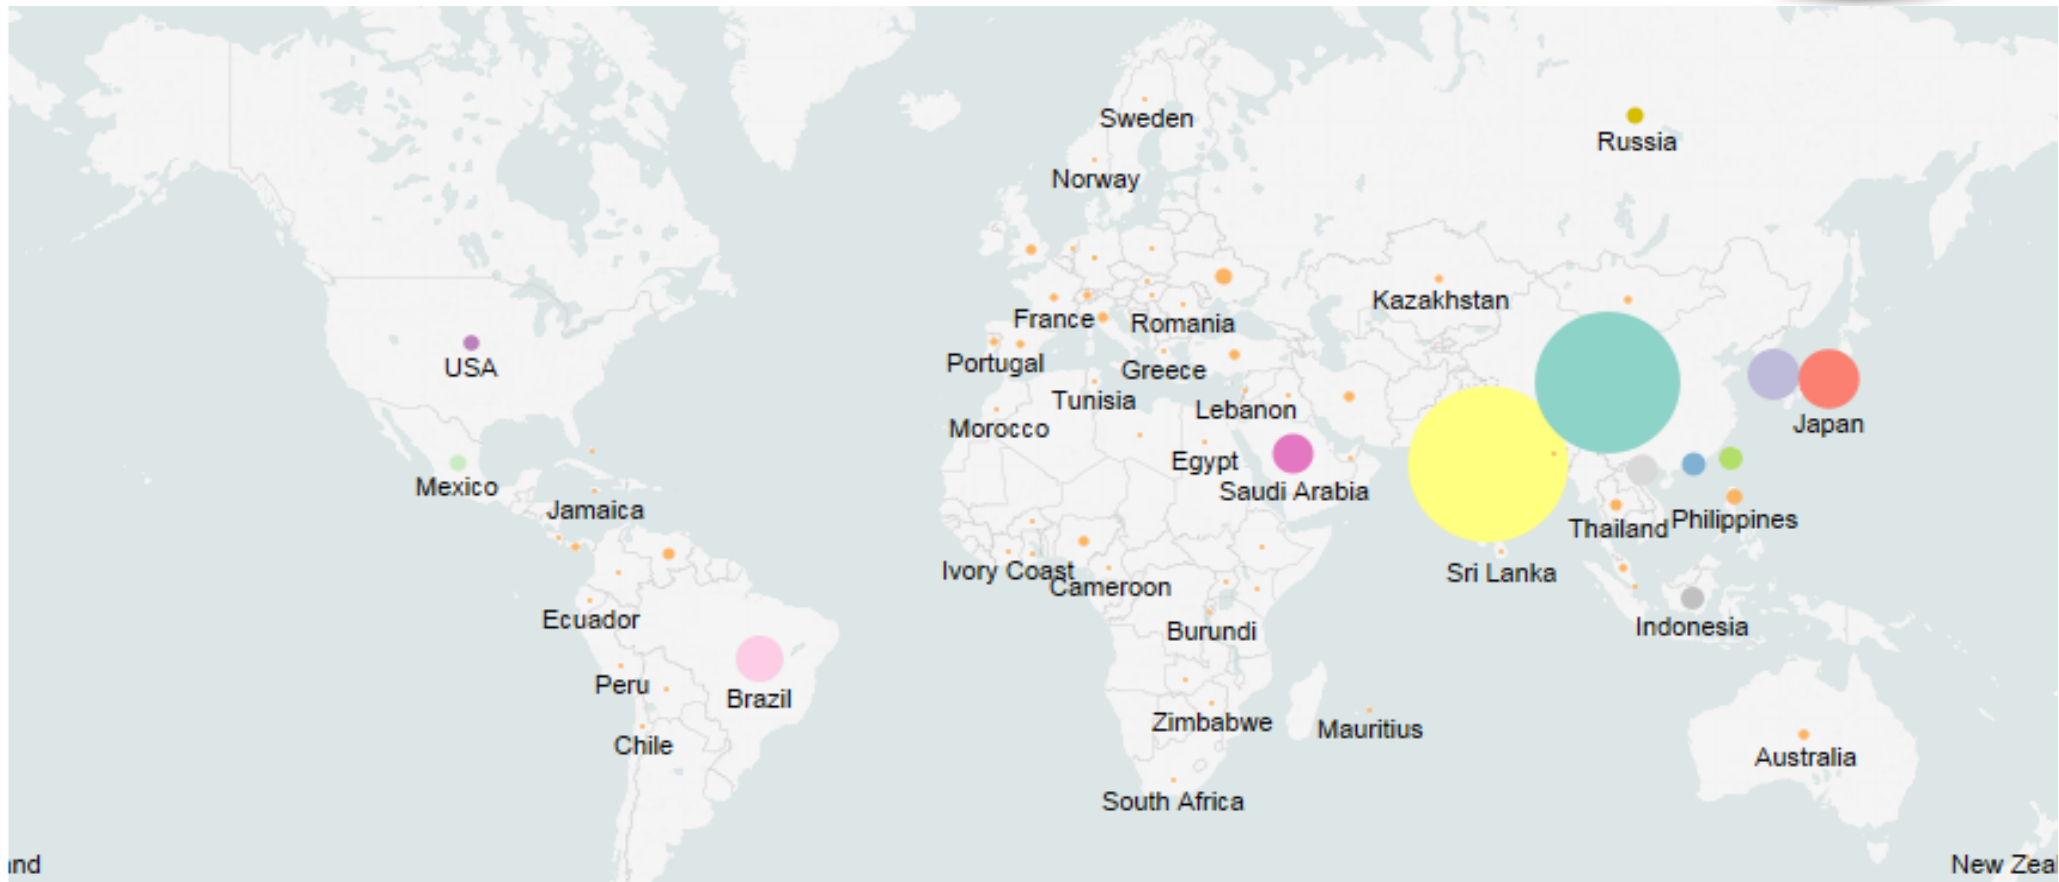 Sweden
Russia
Norway
Kazakhstan
France
Romania
USA
Portugal
Greece
Tunisia
Lebanon
Japan
Morocco
Egypt
Mexico
Saudi Arabia
Jamaica
Thailand
Philippines
Ivory Coast
Sri Lanka
Cameroon
Ecuador
Burundi
Indonesia
Peru
Brazil
Zimbabwe
Mauritius
Chile
Australia
South Africa
and
New Zeal